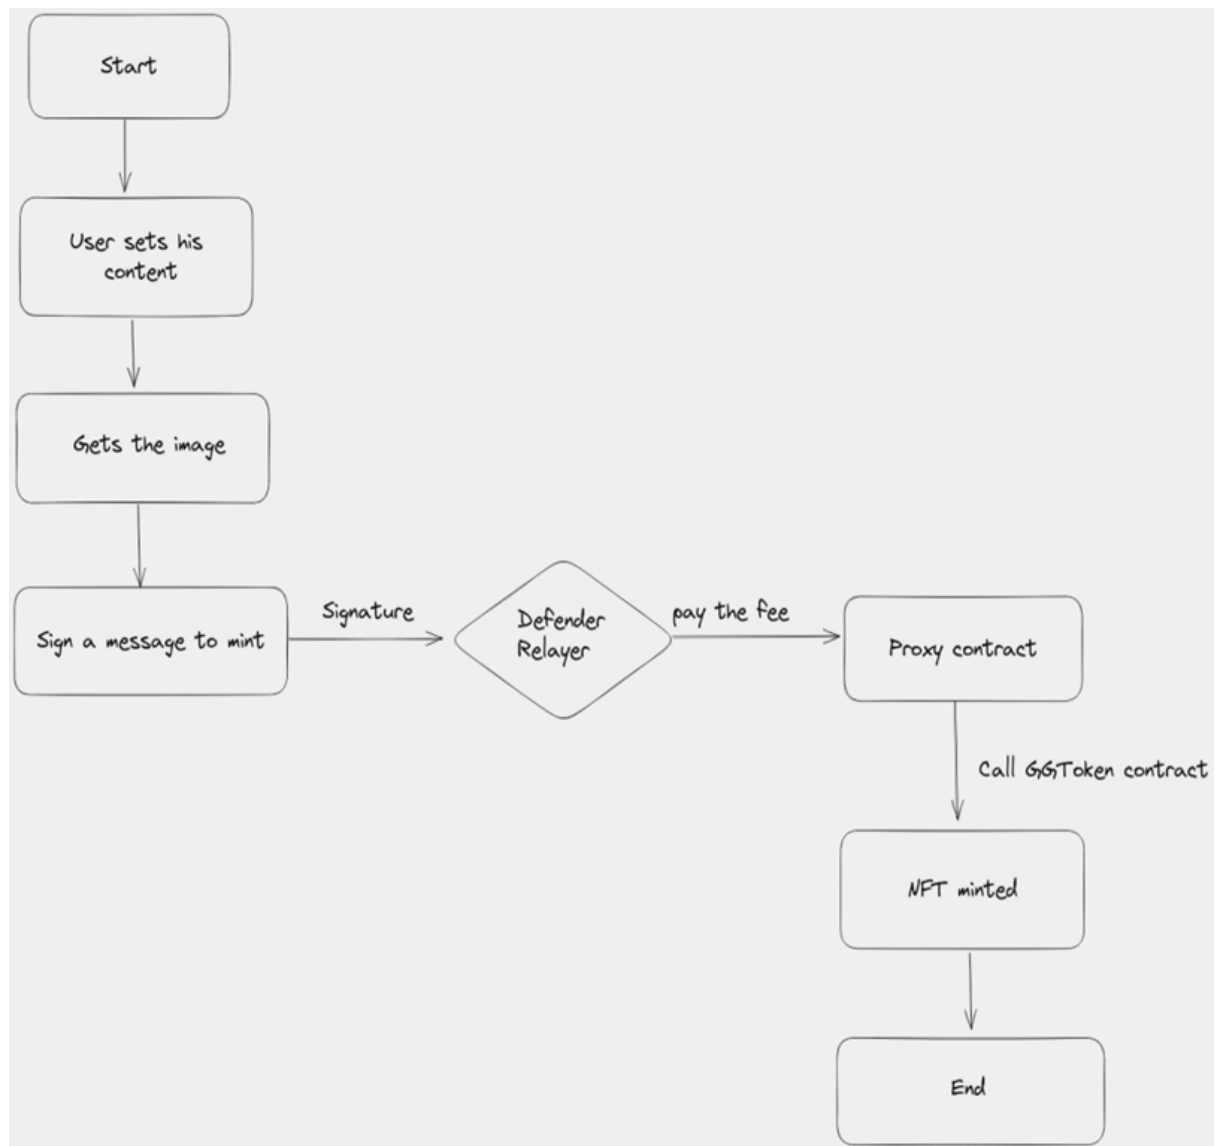 Start
User sets his
content
Gets the image
Sign a message to mint
Signature
Defender
Relayer
pay the fee
Proxy contract
Call GGToken contract
NFT minted
End